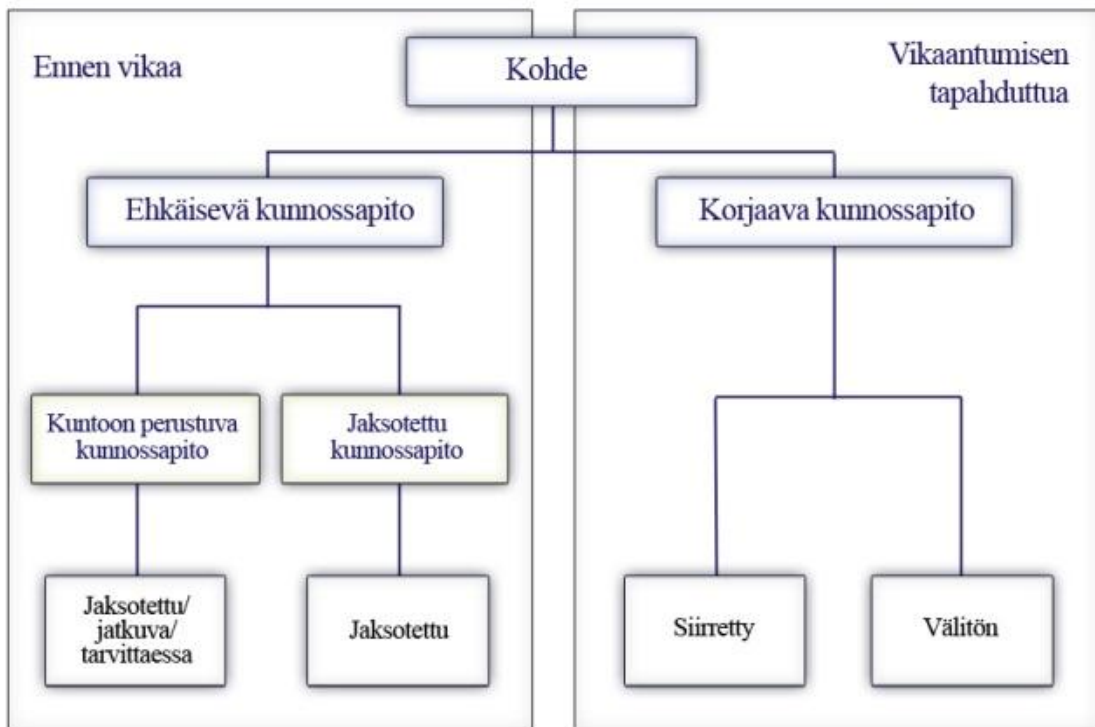 Ennen vikaa
Kohde
Vikaantumisen
tapahduttua
Ehkäisevä kunnossapito
Korjaava kunnossapito
Kuntoon perustuva
kunnossapito
Jaksotettu
kunnossapito
Jaksotettu/
jatkuva/
tarvittaessa
Jaksotettu
Siirretty
Välitön